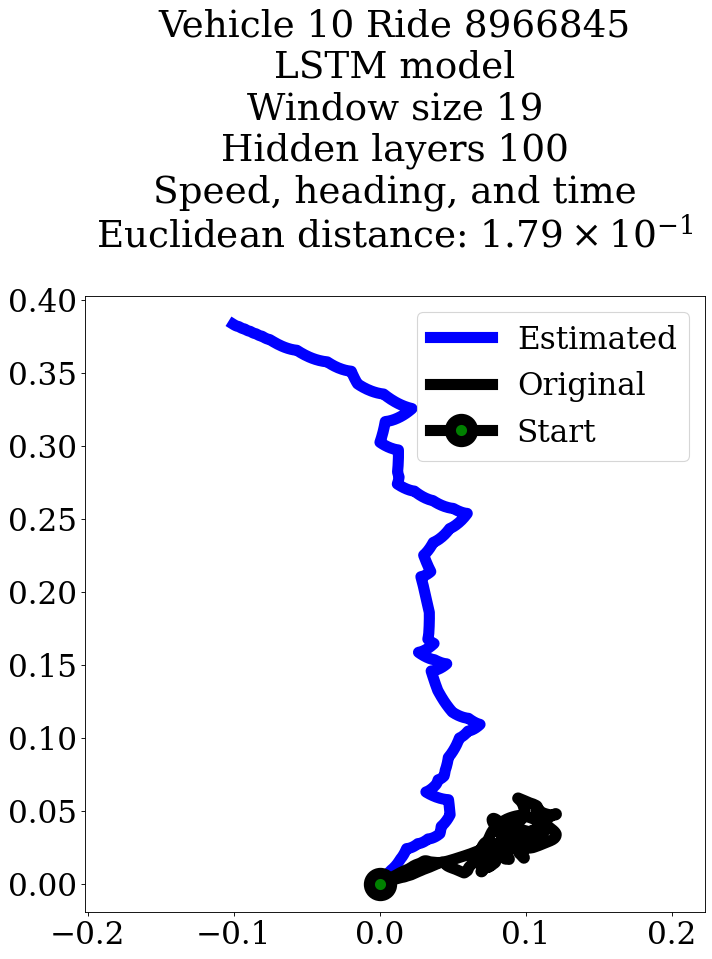 Vehicle 10 Ride 8966845
LSTM model
Window size 19
Hidden layers 100
Speed, heading, and time
Euclidean distance: 1.79 × 10⁻¹
0.40
0.35
0.30
0.25
0.20
0.15
0.10
0.05
0.00
Estimated
Original
Start
−0.2 −0.1 0.0 0.1 0.2